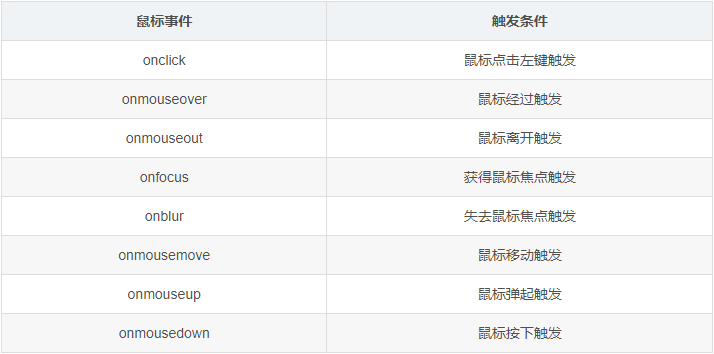 鼠标事件 触发条件
onclick 鼠标点击左键触发
onmouseover 鼠标经过触发
onmouseout 鼠标离开触发
onfocus 获得鼠标焦点触发
onblur 失去鼠标焦点触发
onmousemove 鼠标移动触发
onmouseup 鼠标弹起触发
onmousedown 鼠标按下触发